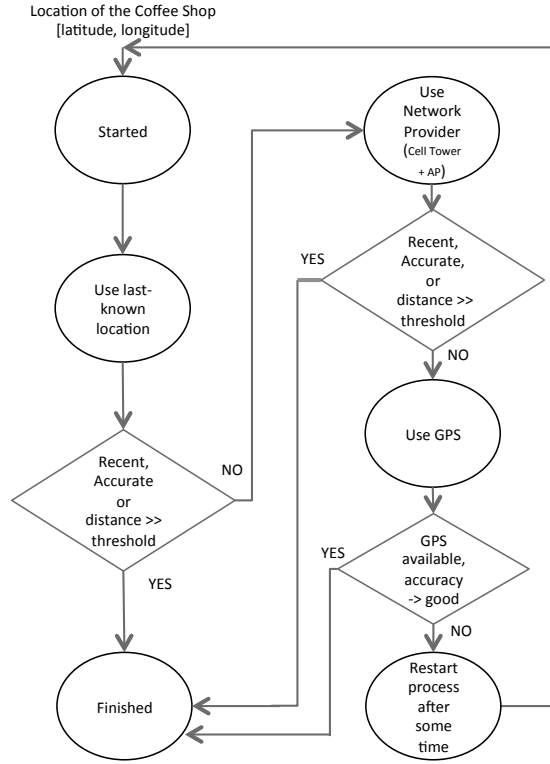 Location of the Coffee Shop
[latitude, longitude]
Started
Use last-
known
location
Recent,
Accurate
or
distance >>
threshold
NO
YES
Finished
Use
Network
Provider
(Cell Tower
+ AP)
Recent,
Accurate,
or
distance >>
threshold
YES
NO
Use GPS
GPS
available,
accuracy
-> good
YES
NO
Restart
process
after
some
time